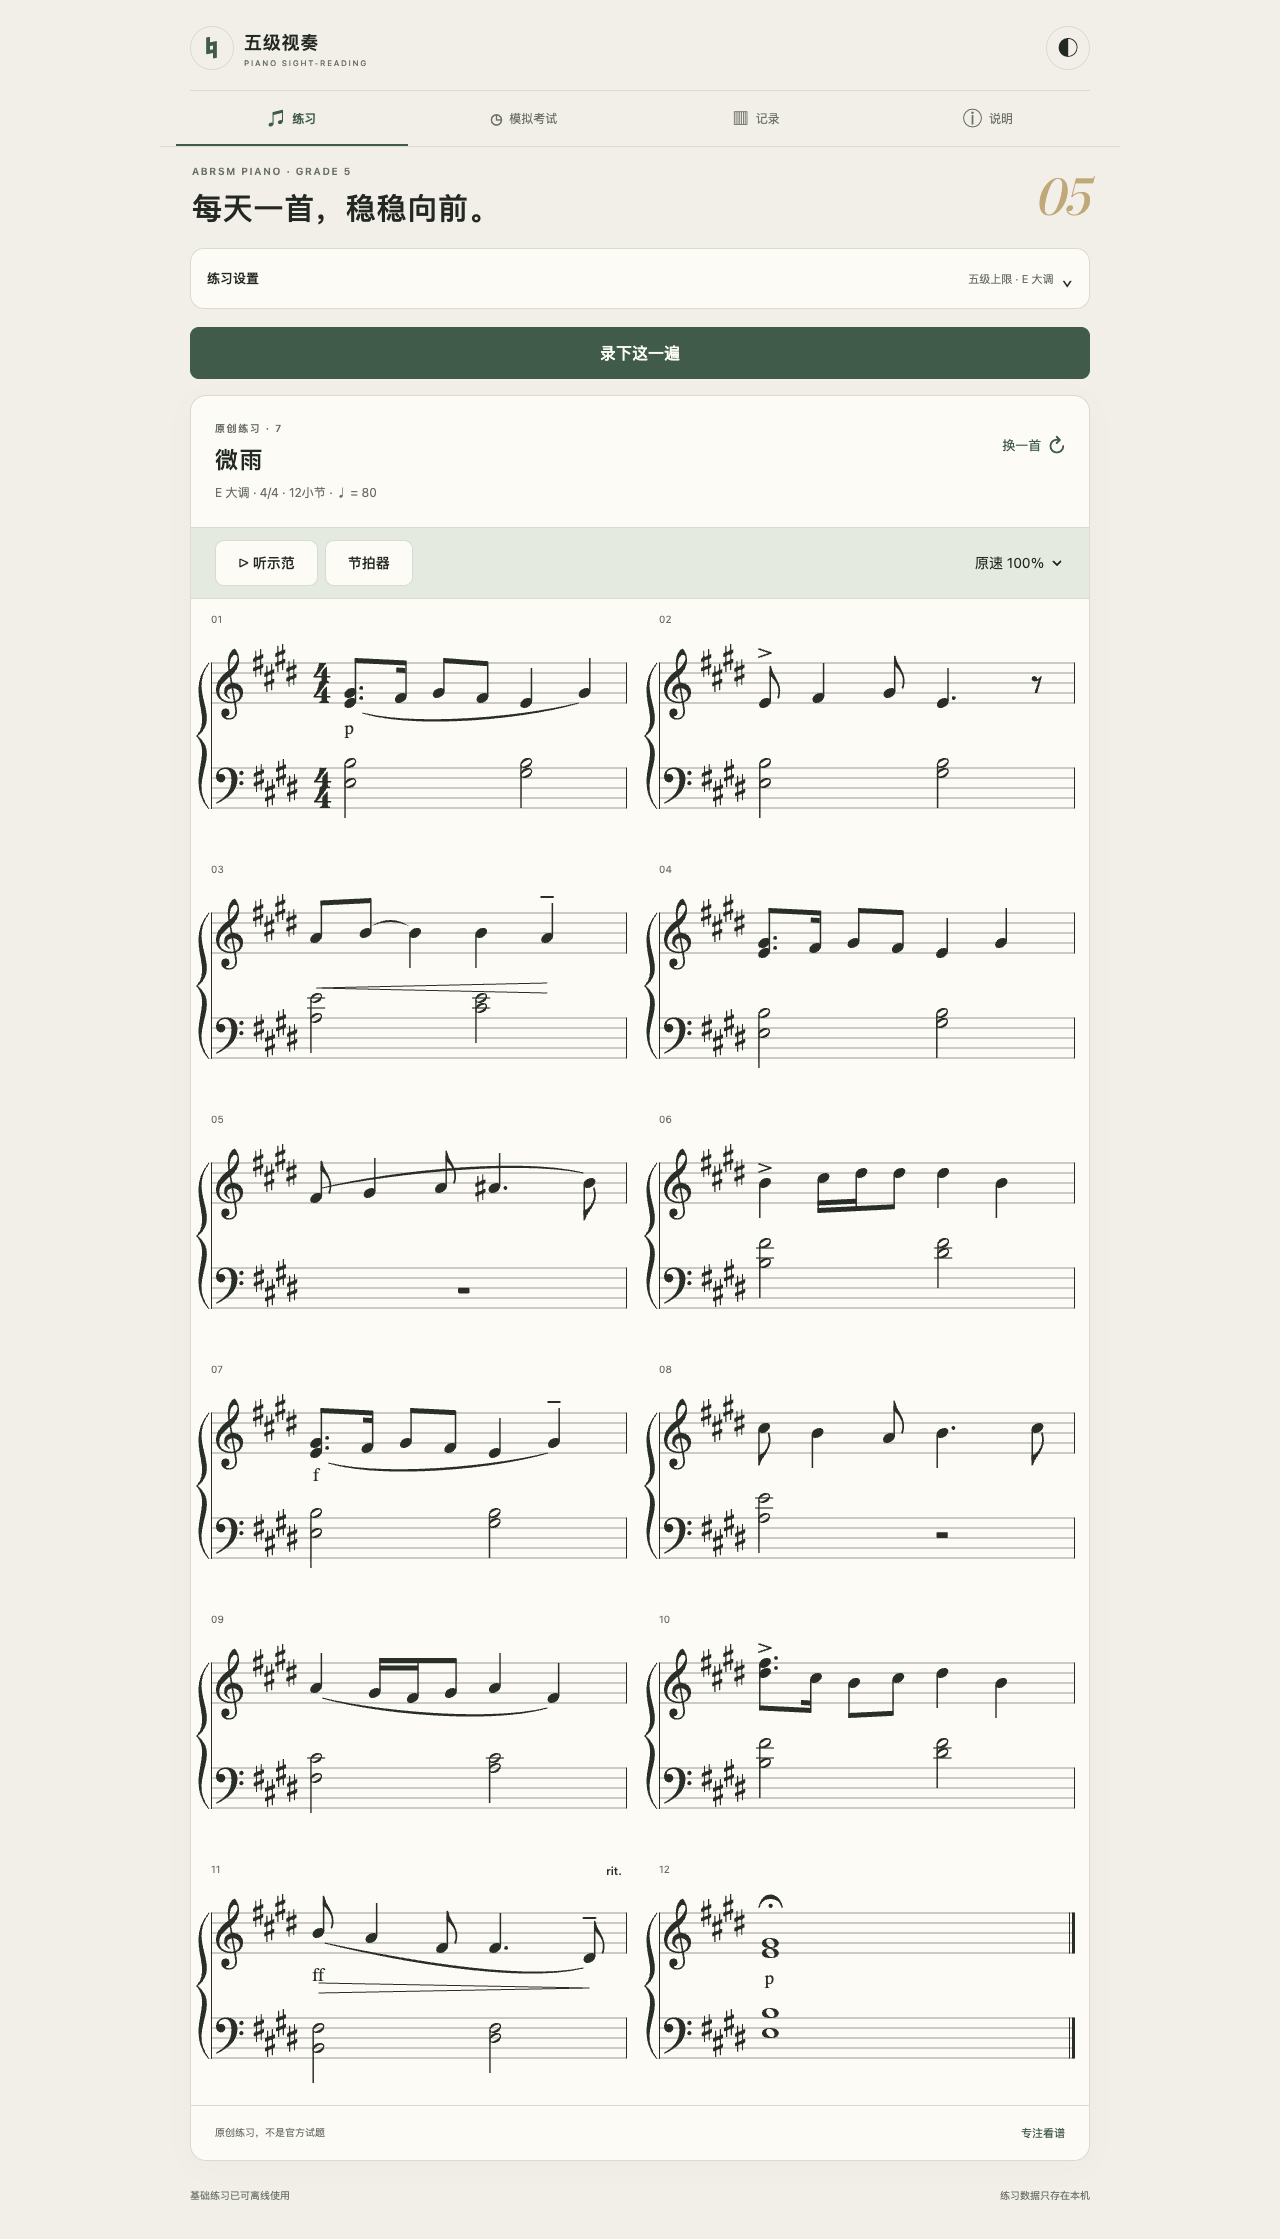 五级视奏
PIANO SIGHT-READING
练习
模拟考试
记录
说明
ABRSM PIANO · GRADE 5
每天一首，稳稳向前。
05
练习设置
五级上限 · E 大调
录下这一遍
原创练习 · 7
微雨
换一首
E 大调 · 4/4 · 12小节 · ♩ = 80
听示范
节拍器
原速 100%
01
02
4
4
p
4
4
03
04
05
06
07
08
f
09
10
11
rit.
12
ff
p
原创练习，不是官方试题
专注看谱
基础练习已可离线使用
练习数据只存在本机